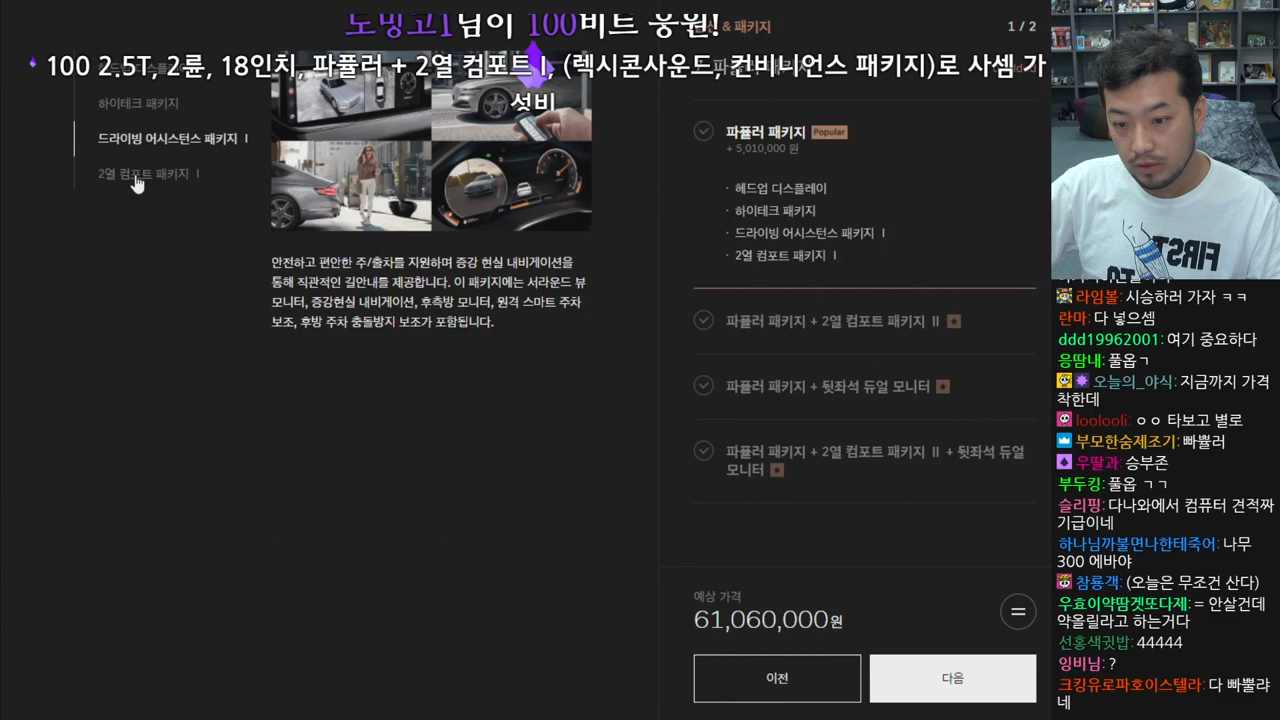 도밍고1님이 100비트 응원!
옵션 & 패키지
1 / 2
100 2.5T, 2륜, 18인치, 파퓰러 + 2열 컴포트 I, (렉시콘사운드, 컨비니언스 패키지)로 사셈 가
성비
하이테크 패키지
드라이빙 어시스턴스 패키지 I
2열 컴포트 패키지 I
안전하고 편안한 주/출차를 지원하며 증강 현실 내비게이션을
통해 직관적인 길안내를 제공합니다. 이 패키지에는 서라운드 뷰
모니터, 증강현실 내비게이션, 후측방 모니터, 원격 스마트 주차
보조, 후방 주차 충돌방지 보조가 포함됩니다.
파퓰러 패키지 Popular
+ 5,010,000 원
· 헤드업 디스플레이
· 하이테크 패키지
· 드라이빙 어시스턴스 패키지 I
· 2열 컴포트 패키지 I
파퓰러 패키지 + 2열 컴포트 패키지 II
파퓰러 패키지 + 뒷좌석 듀얼 모니터
파퓰러 패키지 + 2열 컴포트 패키지 II + 뒷좌석 듀얼
모니터
예상 가격
61,060,000원
이전
다음
라임볼: 시승하러 가자 ㅋㅋ
란마: 다 넣으셈
ddd19962001: 여기 중요하다
응땀내: 풀옵ㄱ
오늘의_야식: 지금까지 가격
착한데
loolooli: ㅇㅇ 타보고 별로
부모한숨제조기: 빠쁄러
우딸과: 승부존
부두킹: 풀옵 ㄱㄱ
슬리핑: 다나와에서 컴퓨터 견적짜
기급이네
하나님까불면나한테죽어: 나무
300 에바야
참룡객: (오늘은 무조건 산다)
우효이약땀겟또다제: = 안살건데
약올릴라고 하는거다
선홍색귓밥: 44444
잉비님: ?
크킹유로파호이스텔라: 다 빠쁄랴
네